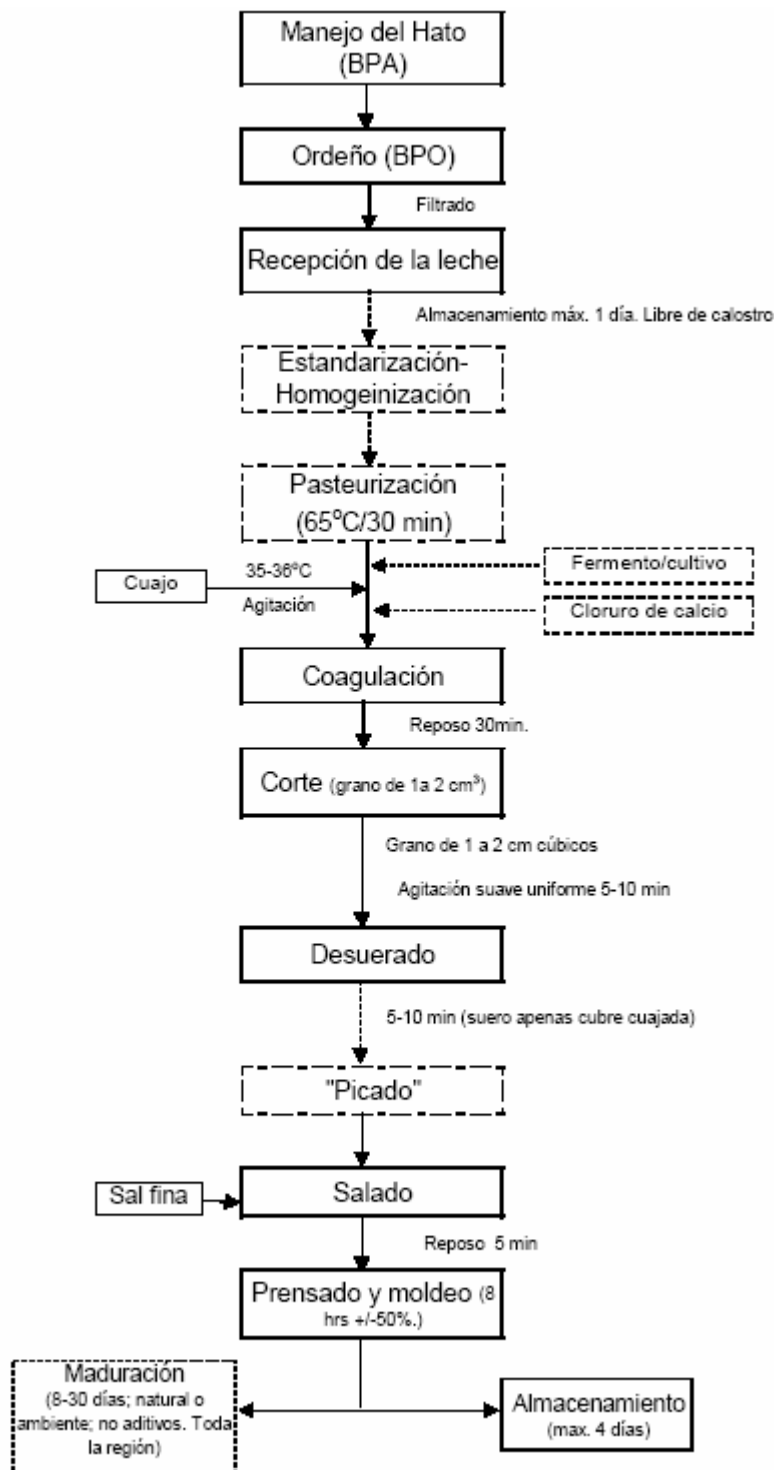 Manejo del Hato
(BPA)
Ordeño (BPO)
Filtrado
Recepción de la leche
Almacenamiento máx. 1 día. Libre de calostro
Estandarización-
Homogeinización
Pasteurización
(65ºC/30 min)
Fermento/cultivo
Cuajo
35-36ºC
Agitación
Cloruro de calcio
Coagulación
Reposo 30min.
Corte (grano de 1a 2 cm³)
Grano de 1 a 2 cm cúbicos
Agitación suave uniforme 5-10 min
Desuerado
5-10 min (suero apenas cubre cuajada)
"Picado"
Sal fina
Salado
Reposo 5 min
Prensado y moldeo (8
hrs +/-50%.)
Maduración
(8-30 días; natural o
ambiente; no aditivos. Toda
la región)
Almacenamiento
(max. 4 días)